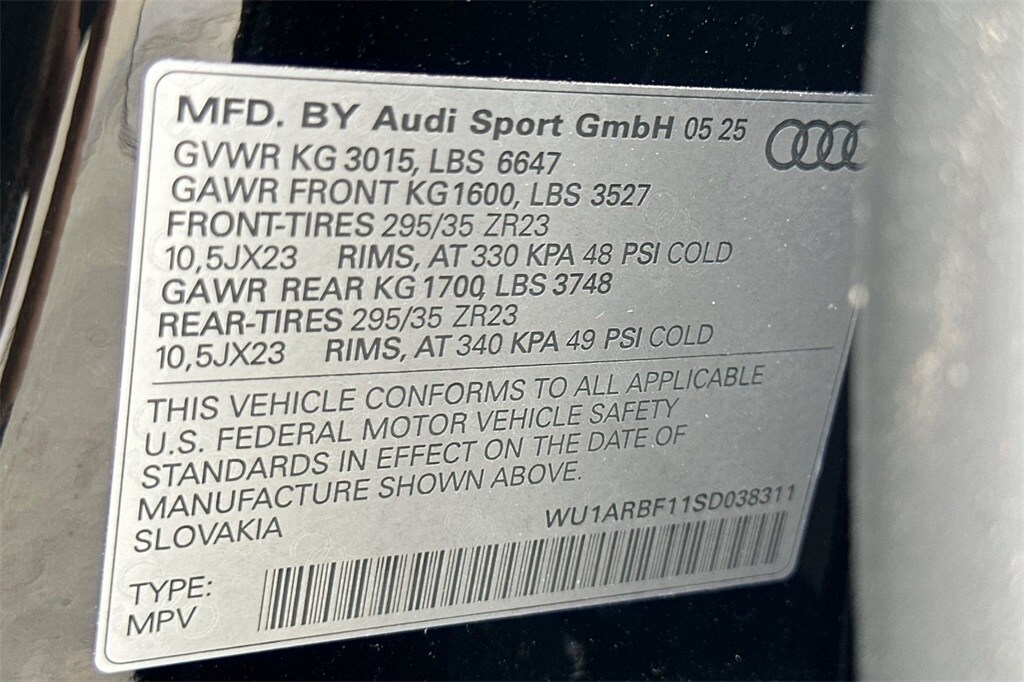 MFD. BY Audi Sport GmbH 05 25
GVWR KG 3015, LBS 6647
GAWR FRONT KG 1600, LBS 3527
FRONT-TIRES 295/35 ZR23
10,5JX23 RIMS, AT 330 KPA 48 PSI COLD
GAWR REAR KG 1700, LBS 3748
REAR-TIRES 295/35 ZR23
10,5JX23 RIMS, AT 340 KPA 49 PSI COLD
THIS VEHICLE CONFORMS TO ALL APPLICABLE
U.S. FEDERAL MOTOR VEHICLE SAFETY
STANDARDS IN EFFECT ON THE DATE OF
MANUFACTURE SHOWN ABOVE.
SLOVAKIA WU1ARBF11SD038311
TYPE:
MPV